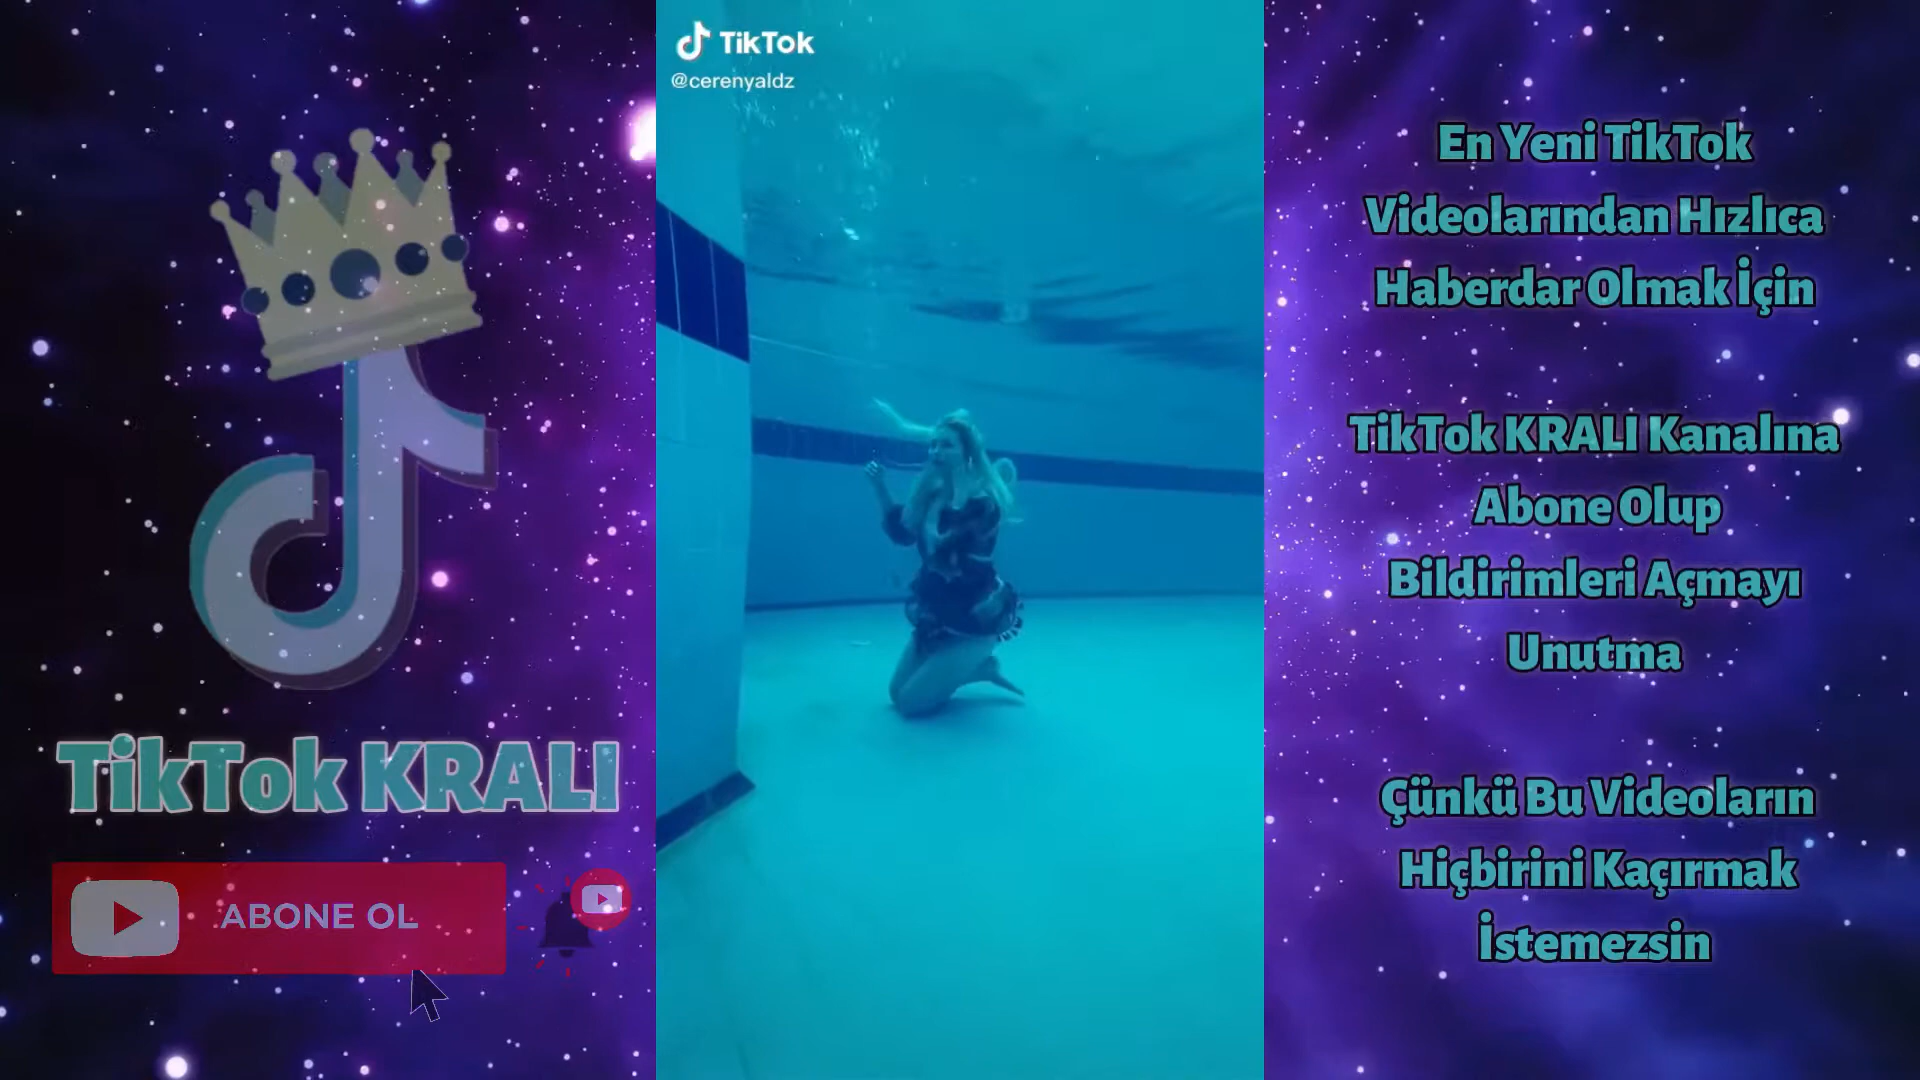 TikTok
@cerenyaldz
TikTok KRALI
ABONE OL
En Yeni TikTok
Videolarından Hızlıca
Haberdar Olmak İçin
TikTok KRALI Kanalına
Abone Olup
Bildirimleri Açmayı
Unutma
Çünkü Bu Videoların
Hiçbirini Kaçırmak
İstemezsin